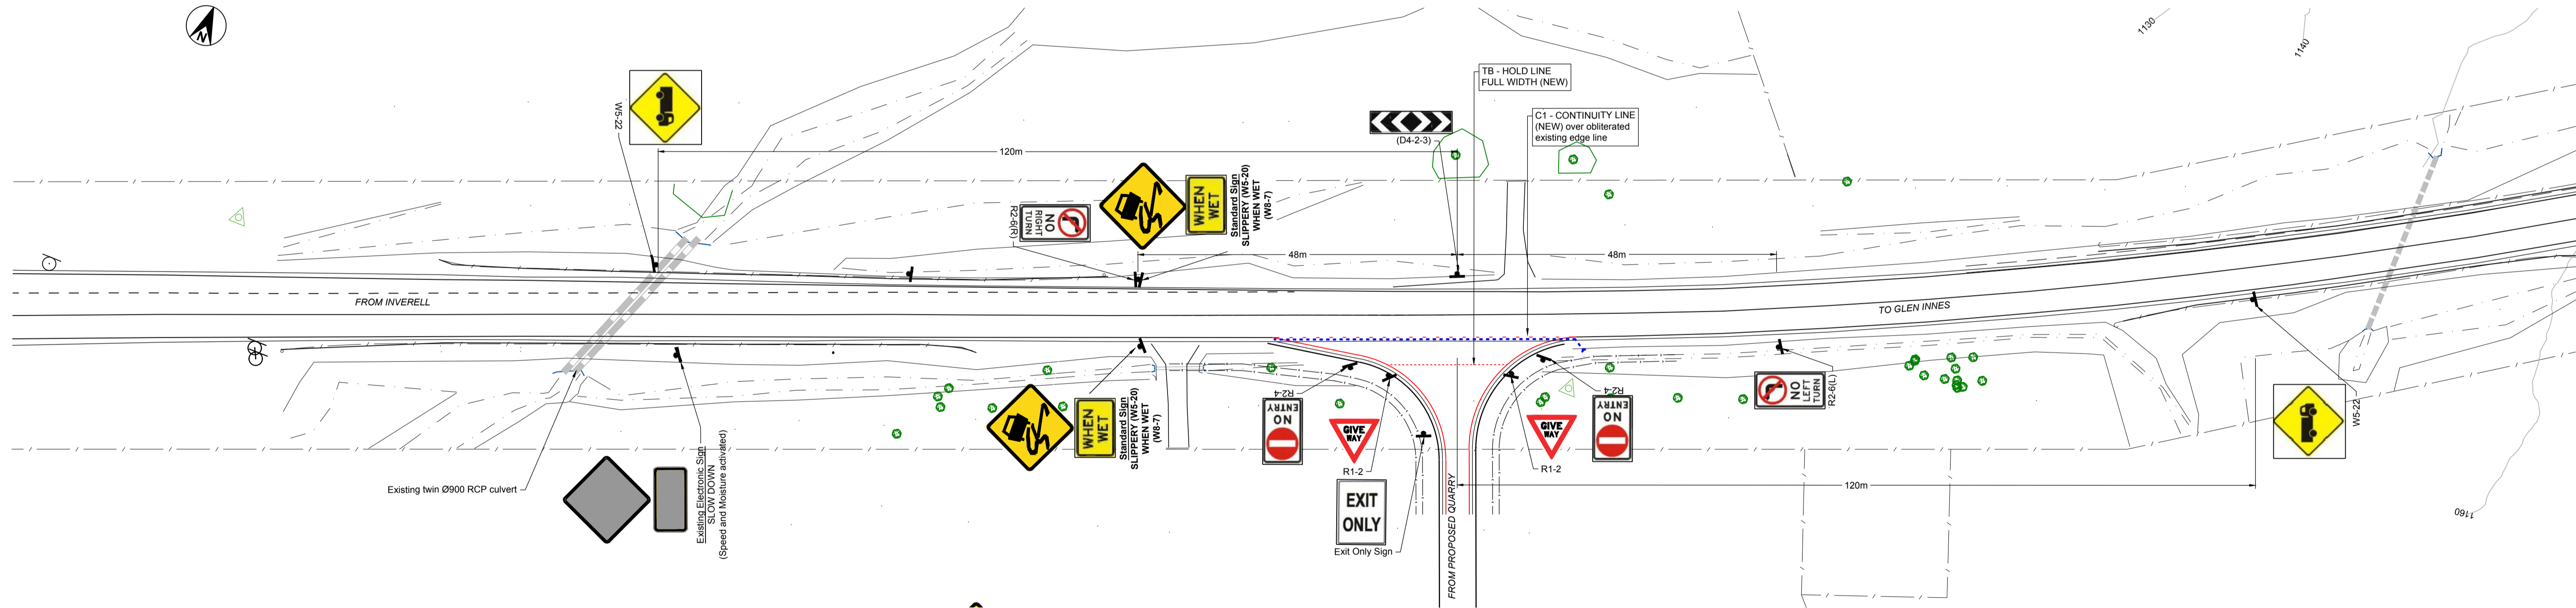 N
1130
1140
TB - HOLD LINE
FULL WIDTH (NEW)
C1 - CONTINUITY LINE
(NEW) over obliterated
existing edge line
(D4-2-3)
W5-22
120m
NO
RIGHT
TURN
R2-6(R)
WHEN
WET
Standard Sign
SLIPPERY (W5-20)
WHEN WET
(W8-7)
48m
48m
FROM INVERELL
TO GLEN INNES
WHEN
WET
Standard Sign
SLIPPERY (W5-20)
WHEN WET
(W8-7)
R2-4
NO
ENTRY
GIVE
WAY
R1-2
GIVE
WAY
R1-2
R2-4
NO
ENTRY
NO
LEFT
TURN
R2-6(L)
W5-22
Existing twin Ø900 RCP culvert
Existing Electronic Sign
SLOW DOWN
(Speed and Moisture activated)
EXIT
ONLY
Exit Only Sign
FROM PROPOSED QUARRY
120m
1160